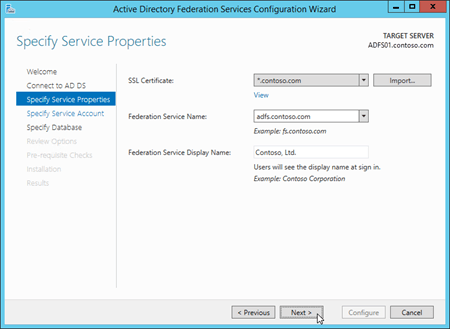 Active Directory Federation Services Configuration Wizard
Specify Service Properties
TARGET SERVER
ADFS01.contoso.com
Welcome
Connect to AD DS
Specify Service Properties
Specify Service Account
Specify Database
Review Options
Pre-requisite Checks
Installation
Results
SSL Certificate:
*.contoso.com
Import...
View
Federation Service Name:
adfs.contoso.com
Example: fs.contoso.com
Federation Service Display Name:
Contoso, Ltd.
Users will see the display name at sign in.
Example: Contoso Corporation
< Previous
Next >
Configure
Cancel